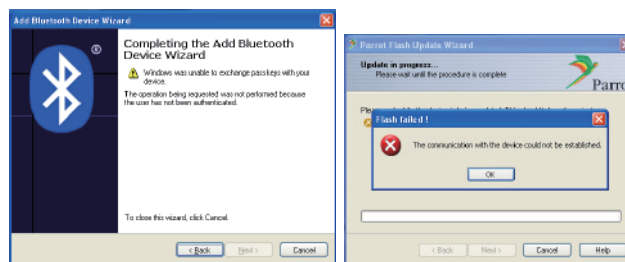 Add Bluetooth Device Wizard
Completing the Add Bluetooth
Device Wizard
Windows was unable to exchange passkeys with your
device.
The operation being requested was not performed because
the user has not been authenticated.
To close this wizard, click Cancel.
< Back
Next >
Cancel
Parrot Flash Update Wizard
Update in progress...
Please wait until the procedure is complete
Parrot
Flash failed !
The communication with the device could not be established.
OK
< Back
Next >
Cancel
Help